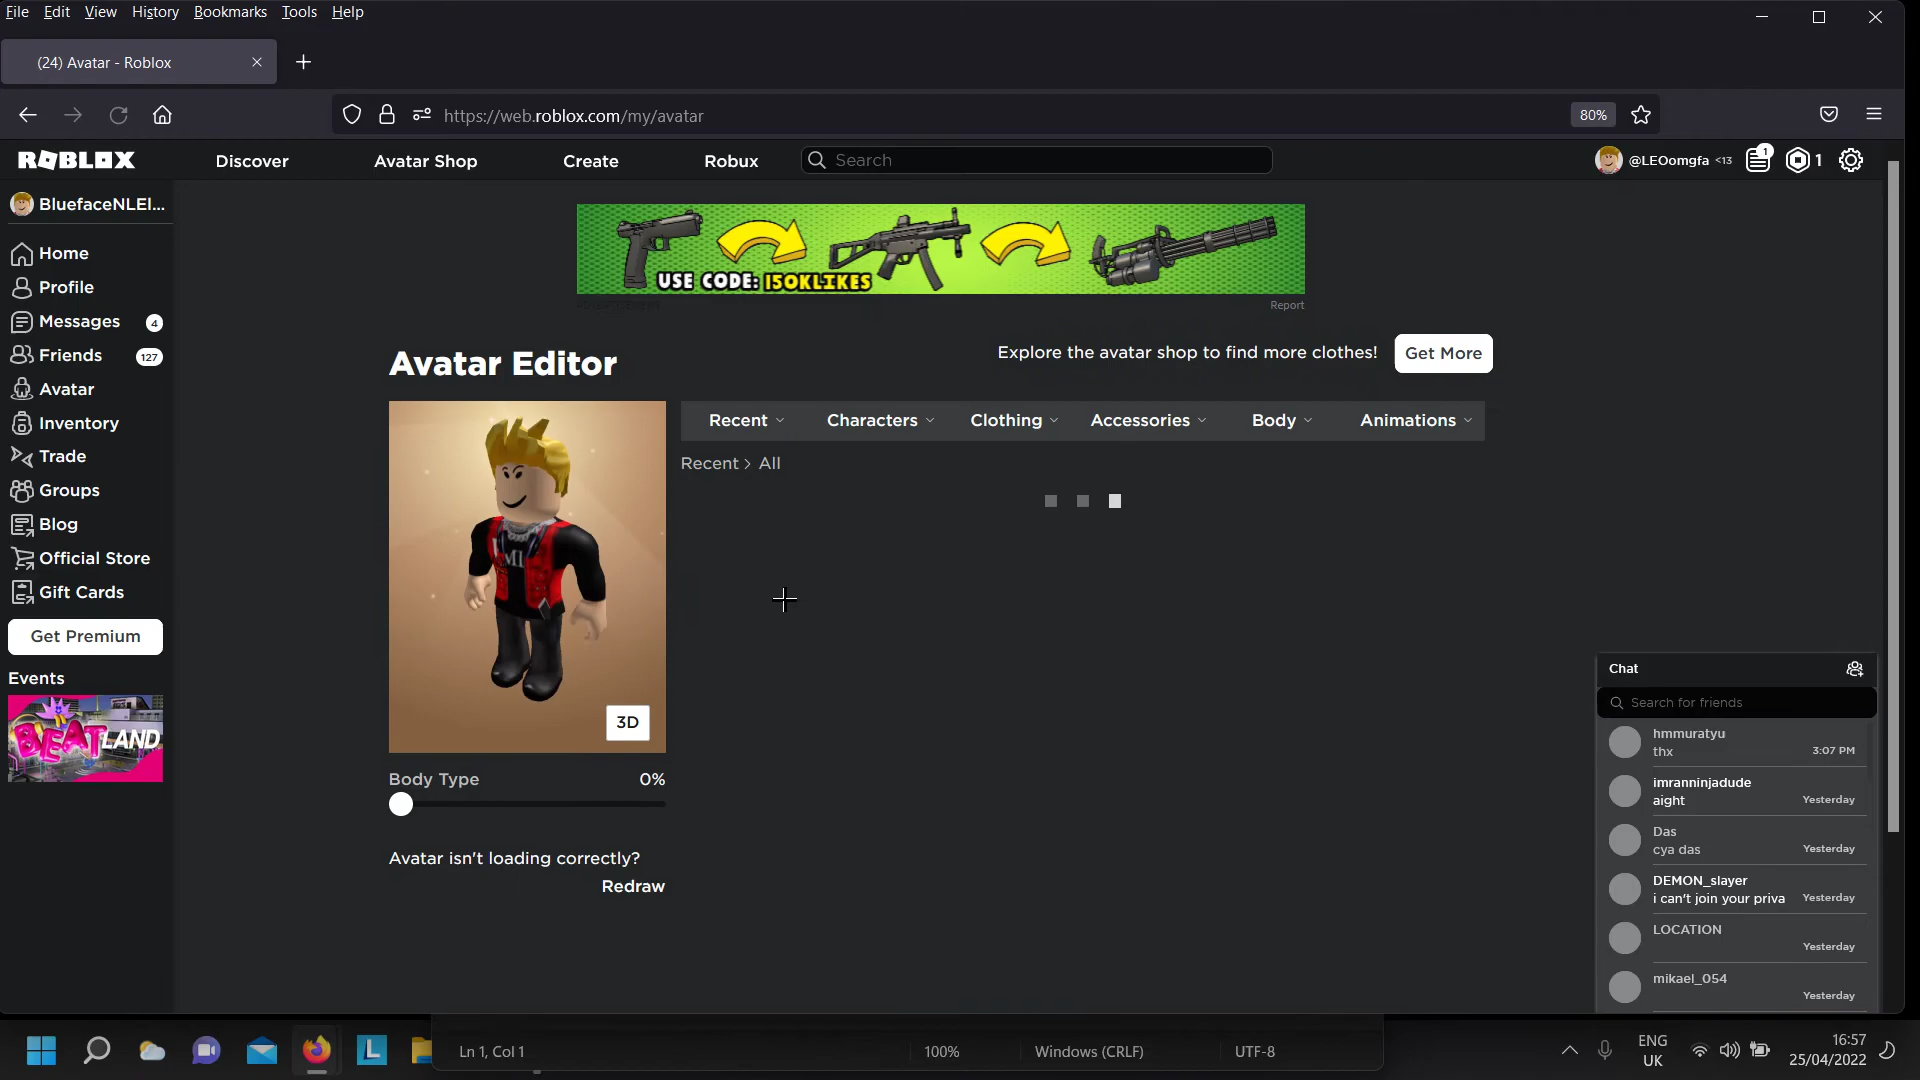 File Edit View History Bookmarks Tools Help
(24) Avatar - Roblox
https://web.roblox.com/my/avatar
80%
ROBLOX
Discover
Avatar Shop
Create
Robux
Search
@LEOomgfa <13
1
1
BluefaceNLEl...
Home
Profile
Messages 4
Friends 127
Avatar
Inventory
Trade
Groups
Blog
Official Store
Gift Cards
Get Premium
Events
BEATLAND
USE CODE: 150KLIKES
ADVERTISEMENT
Report
Avatar Editor
Explore the avatar shop to find more clothes!
Get More
Recent
Characters
Clothing
Accessories
Body
Animations
Recent > All
3D
Body Type 0%
Avatar isn't loading correctly?
Redraw
Chat
Search for friends
hmmuratyu
thx 3:07 PM
imranninjadude
aight Yesterday
Das
cya das Yesterday
DEMON_slayer
i can't join your priva Yesterday
LOCATION
Yesterday
mikael_054
Yesterday
L
Ln 1, Col 1
100%
Windows (CRLF)
UTF-8
ENG
UK
16:57
25/04/2022